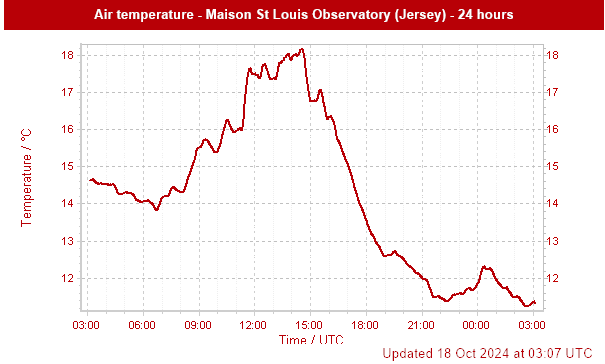 Air temperature - Maison St Louis Observatory (Jersey) - 24 hours
18 18
17 17
16 16
15 15
14 14
13 13
12 12
Temperature / °C
03:00 06:00 09:00 12:00 15:00 18:00 21:00 00:00 03:00
Time / UTC
Updated 18 Oct 2024 at 03:07 UTC